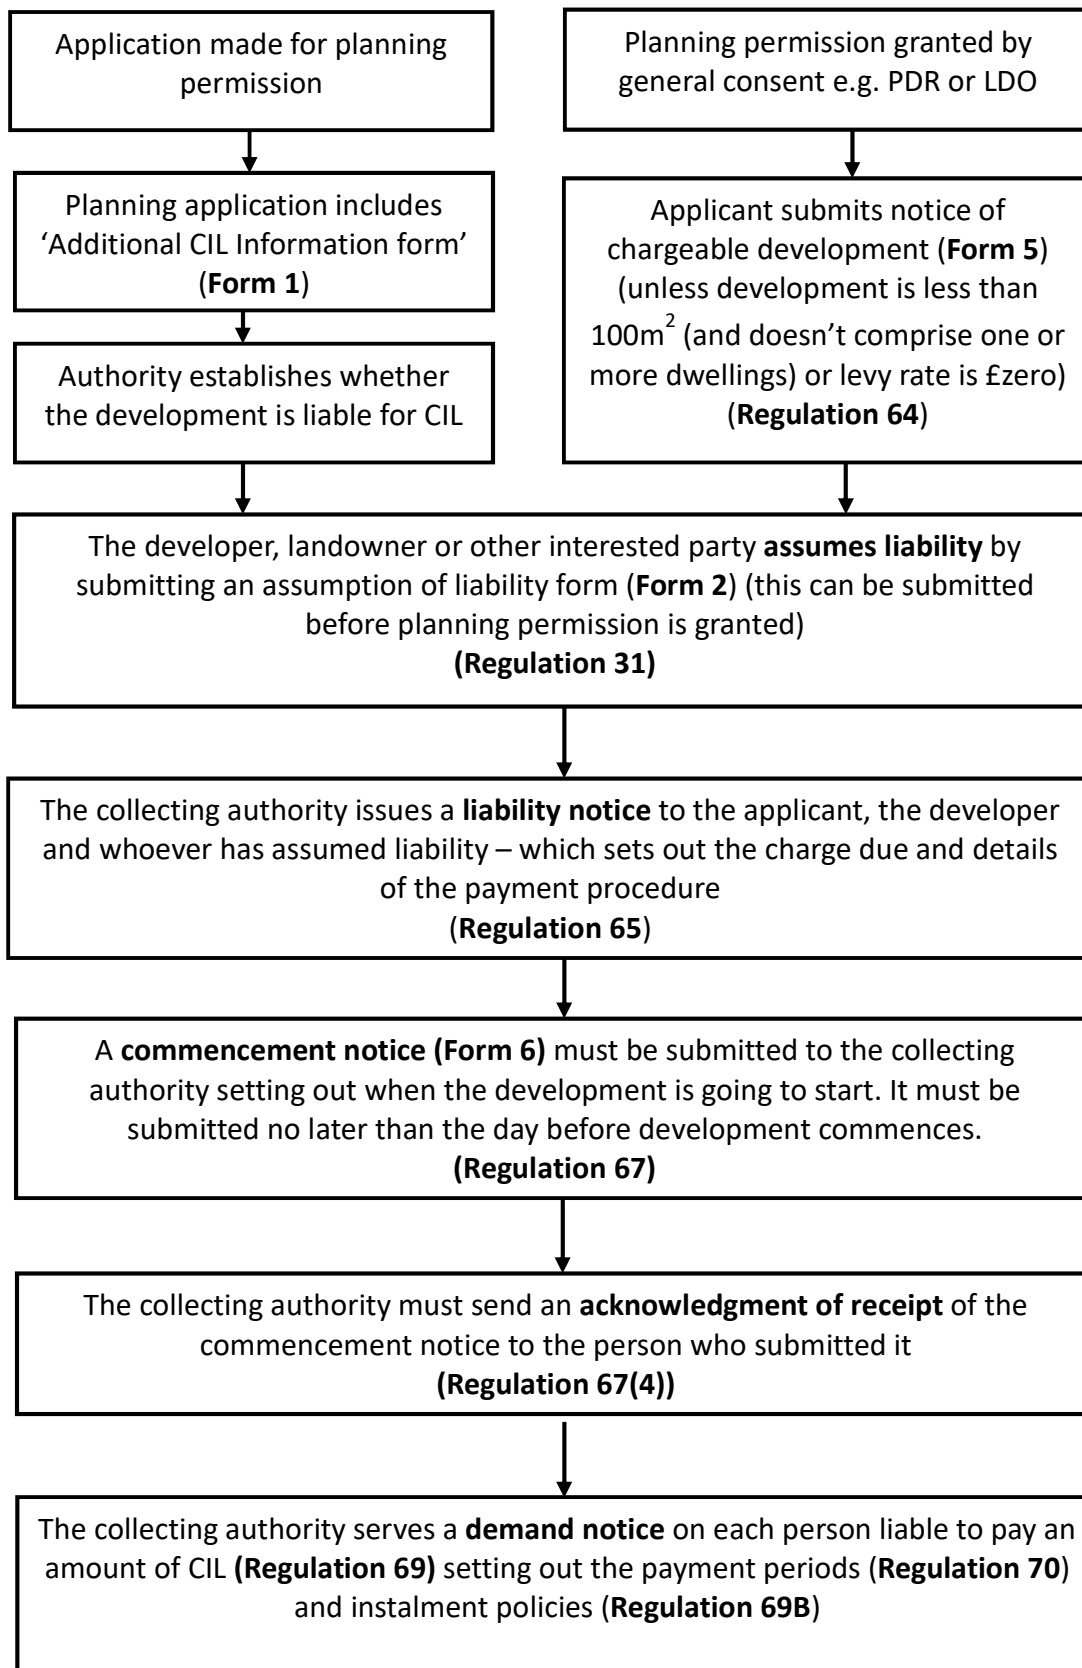 Application made for planning
permission
Planning permission granted by
general consent e.g. PDR or LDO
Planning application includes
‘Additional CIL Information form’
(Form 1)
Applicant submits notice of
chargeable development (Form 5)
(unless development is less than
100m² (and doesn’t comprise one or
more dwellings) or levy rate is £zero)
(Regulation 64)
Authority establishes whether
the development is liable for CIL
The developer, landowner or other interested party assumes liability by
submitting an assumption of liability form (Form 2) (this can be submitted
before planning permission is granted)
(Regulation 31)
The collecting authority issues a liability notice to the applicant, the developer
and whoever has assumed liability – which sets out the charge due and details
of the payment procedure
(Regulation 65)
A commencement notice (Form 6) must be submitted to the collecting
authority setting out when the development is going to start. It must be
submitted no later than the day before development commences.
(Regulation 67)
The collecting authority must send an acknowledgment of receipt of the
commencement notice to the person who submitted it
(Regulation 67(4))
The collecting authority serves a demand notice on each person liable to pay an
amount of CIL (Regulation 69) setting out the payment periods (Regulation 70)
and instalment policies (Regulation 69B)